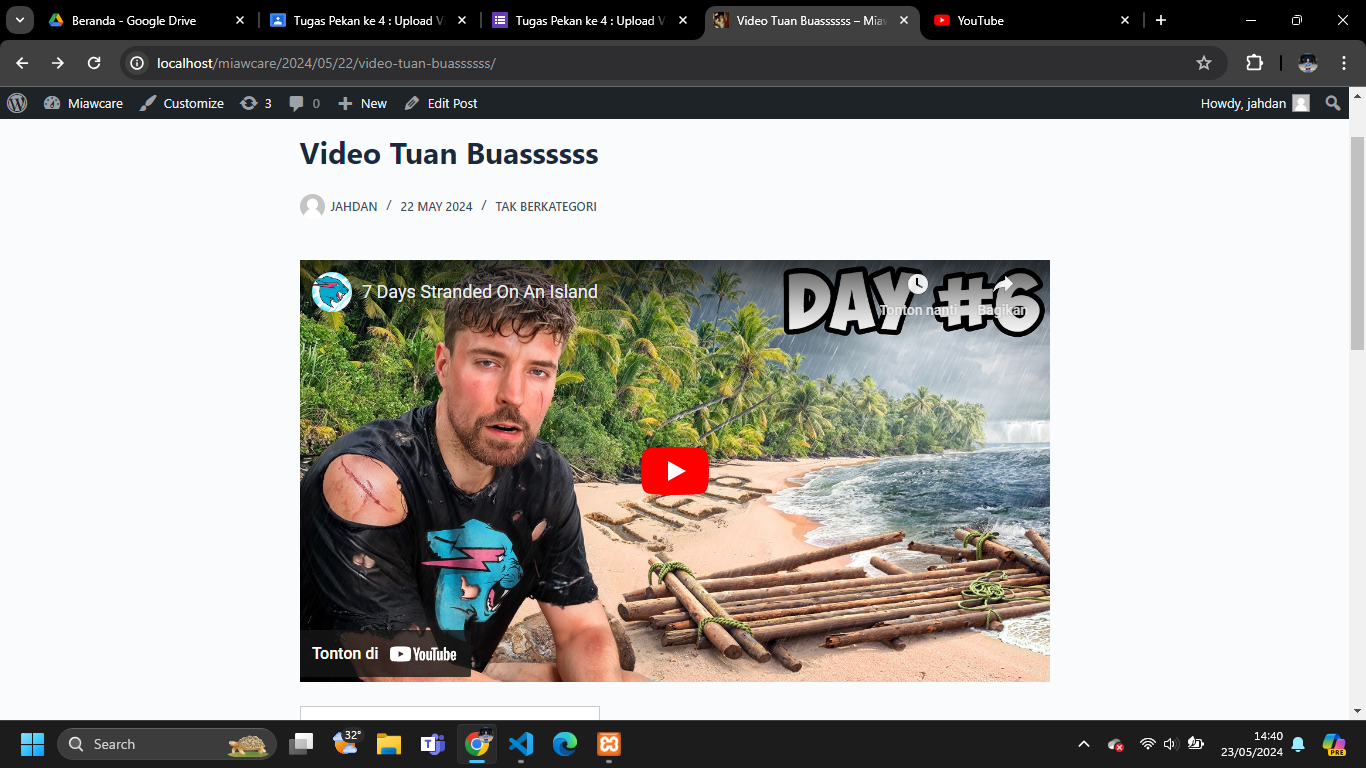 Beranda - Google Drive
Tugas Pekan ke 4 : Upload V
Tugas Pekan ke 4 : Upload V
Video Tuan Buassssss – Miaw
YouTube
localhost/miawcare/2024/05/22/video-tuan-buassssss/
Miawcare
Customize
3
0
New
Edit Post
Howdy, jahdan
Video Tuan Buassssss
JAHDAN / 22 MAY 2024 / TAK BERKATEGORI
7 Days Stranded On An Island
DAY #6
Tonton nanti
Bagikan
HELP
Tonton di YouTube
Search
32°
14:40
23/05/2024
PRE